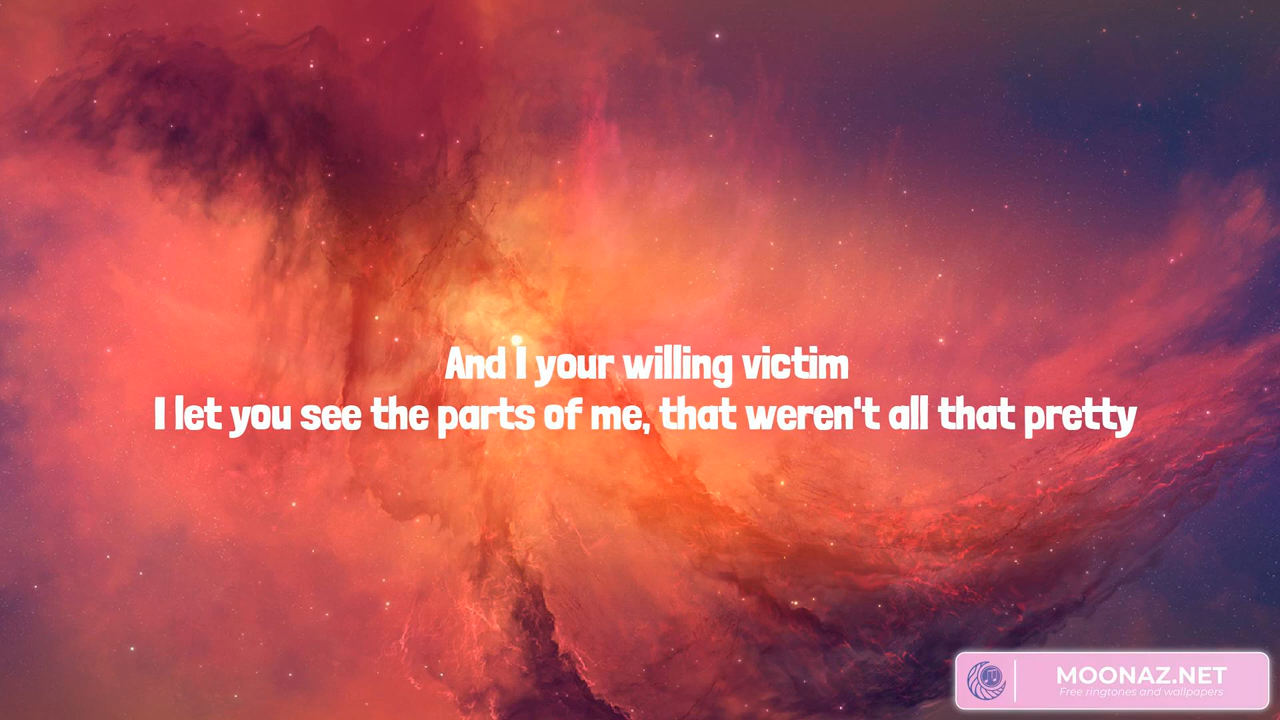 And I your willing victim
I let you see the parts of me, that weren't all that pretty
MOONAZ.NET
Free ringtones and wallpapers